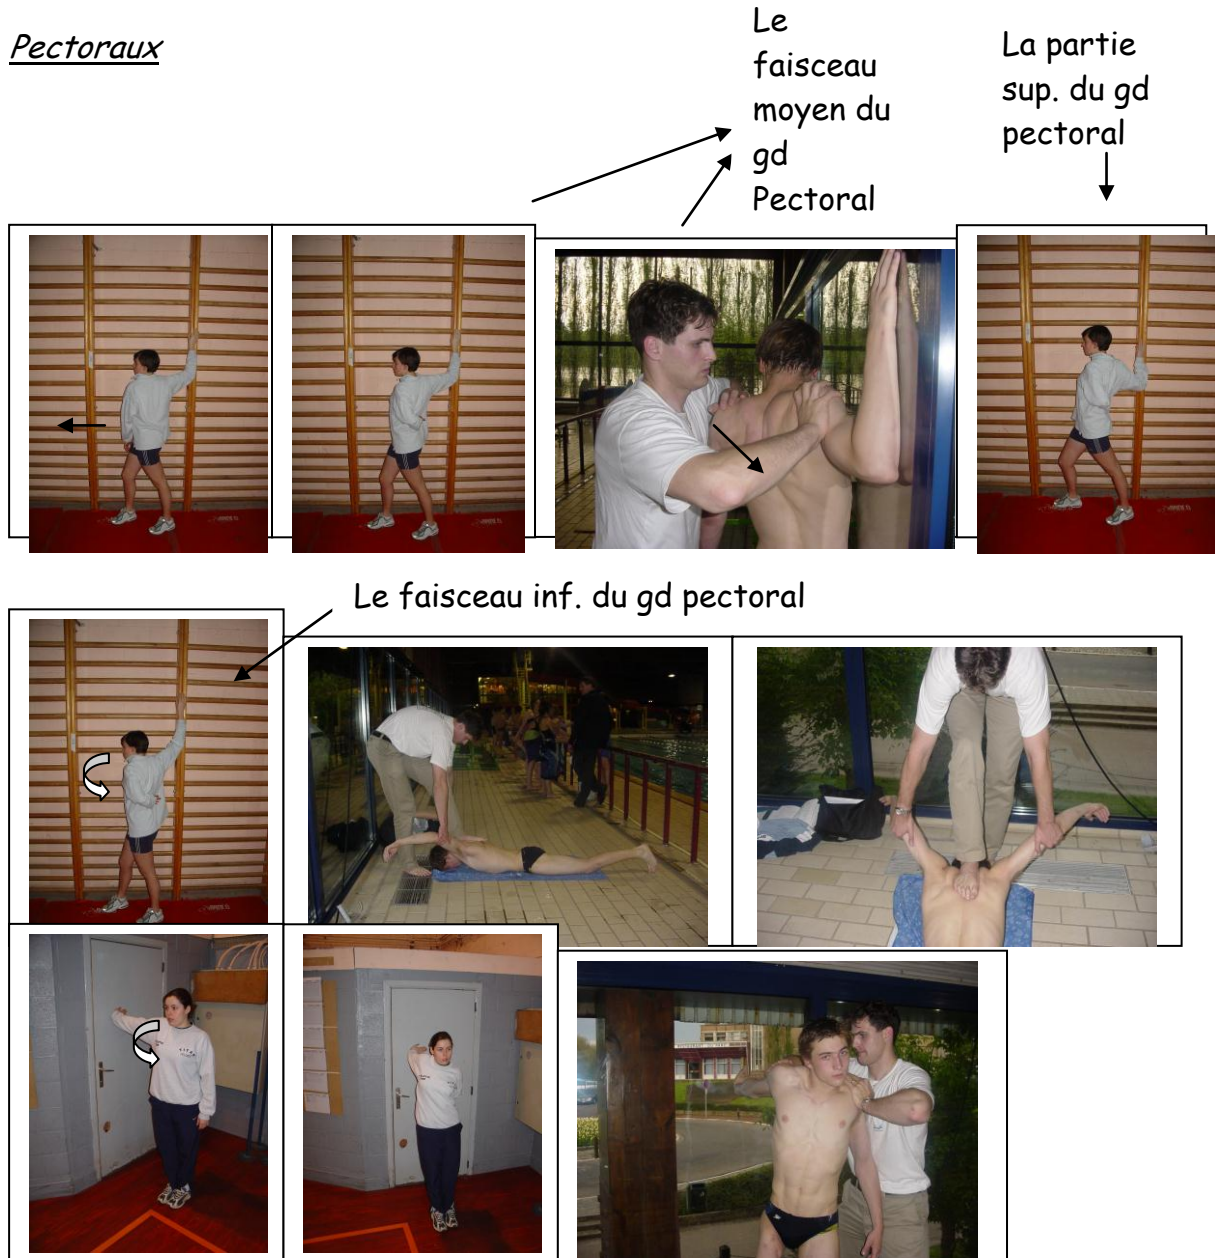 Pectoraux
Le
faisceau
moyen du
gd
Pectoral
La partie
sup. du gd
pectoral
Le faisceau inf. du gd pectoral